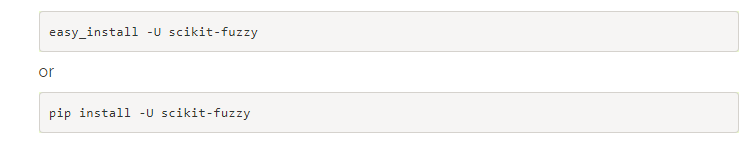 easy_install -U scikit-fuzzy
or
pip install -U scikit-fuzzy